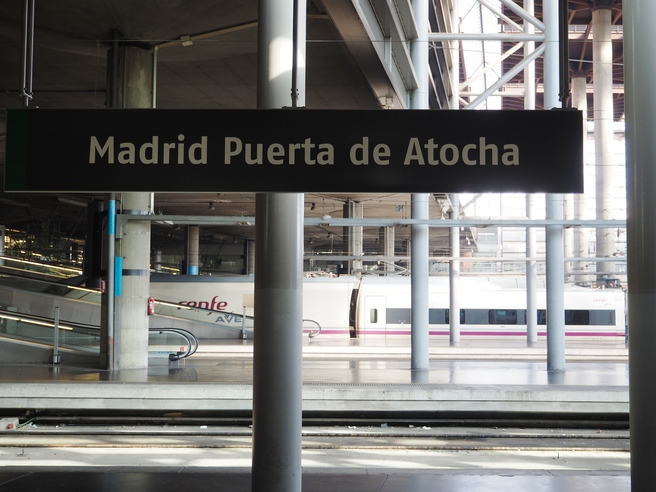 Madrid Puerta de Atocha
renfe
AVE